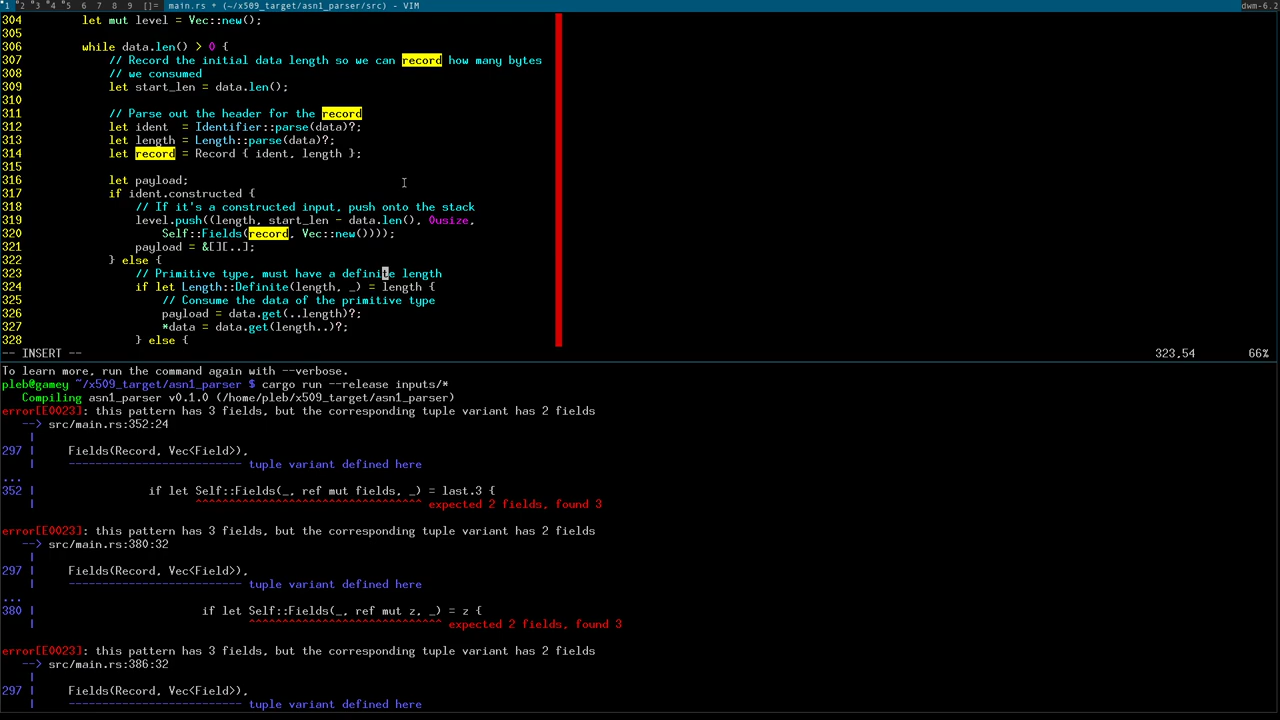 1 2 3 4 5 6 7 8 9 []= main.rs + (~/x509_target/asn1_parser/src) - VIM dwm-6.2
304         let mut level = Vec::new();
305
306         while data.len() > 0 {
307             // Record the initial data length so we can record how many bytes
308             // we consumed
309             let start_len = data.len();
310
311             // Parse out the header for the record
312             let ident  = Identifier::parse(data)?;
313             let length = Length::parse(data)?;
314             let record = Record { ident, length };
315
316             let payload;
317             if ident.constructed {
318                 // If it's a constructed input, push onto the stack
319                 level.push((length, start_len - data.len(), 0usize,
320                     Self::Fields(record, Vec::new())));
321                 payload = &[][..];
322             } else {
323                 // Primitive type, must have a definite length
324                 if let Length::Definite(length, _) = length {
325                     // Consume the data of the primitive type
326                     payload = data.get(..length)?;
327                     *data = data.get(length..)?;
328                 } else {
-- INSERT -- 323,54 66%
To learn more, run the command again with --verbose.
pleb@gamey ~/x509_target/asn1_parser $ cargo run --release inputs/*
   Compiling asn1_parser v0.1.0 (/home/pleb/x509_target/asn1_parser)
error[E0023]: this pattern has 3 fields, but the corresponding tuple variant has 2 fields
   --> src/main.rs:352:24
    |
297 |     Fields(Record, Vec<Field>),
    |     -------------------------- tuple variant defined here
...
352 |                 if let Self::Fields(_, ref mut fields, _) = last.3 {
    |                        ^^^^^^^^^^^^^^^^^^^^^^^^^^^^^^^^^^ expected 2 fields, found 3

error[E0023]: this pattern has 3 fields, but the corresponding tuple variant has 2 fields
   --> src/main.rs:380:32
    |
297 |     Fields(Record, Vec<Field>),
    |     -------------------------- tuple variant defined here
...
380 |                         if let Self::Fields(_, ref mut z, _) = z {
    |                                ^^^^^^^^^^^^^^^^^^^^^^^^^^^^^ expected 2 fields, found 3

error[E0023]: this pattern has 3 fields, but the corresponding tuple variant has 2 fields
   --> src/main.rs:386:32
    |
297 |     Fields(Record, Vec<Field>),
    |     -------------------------- tuple variant defined here